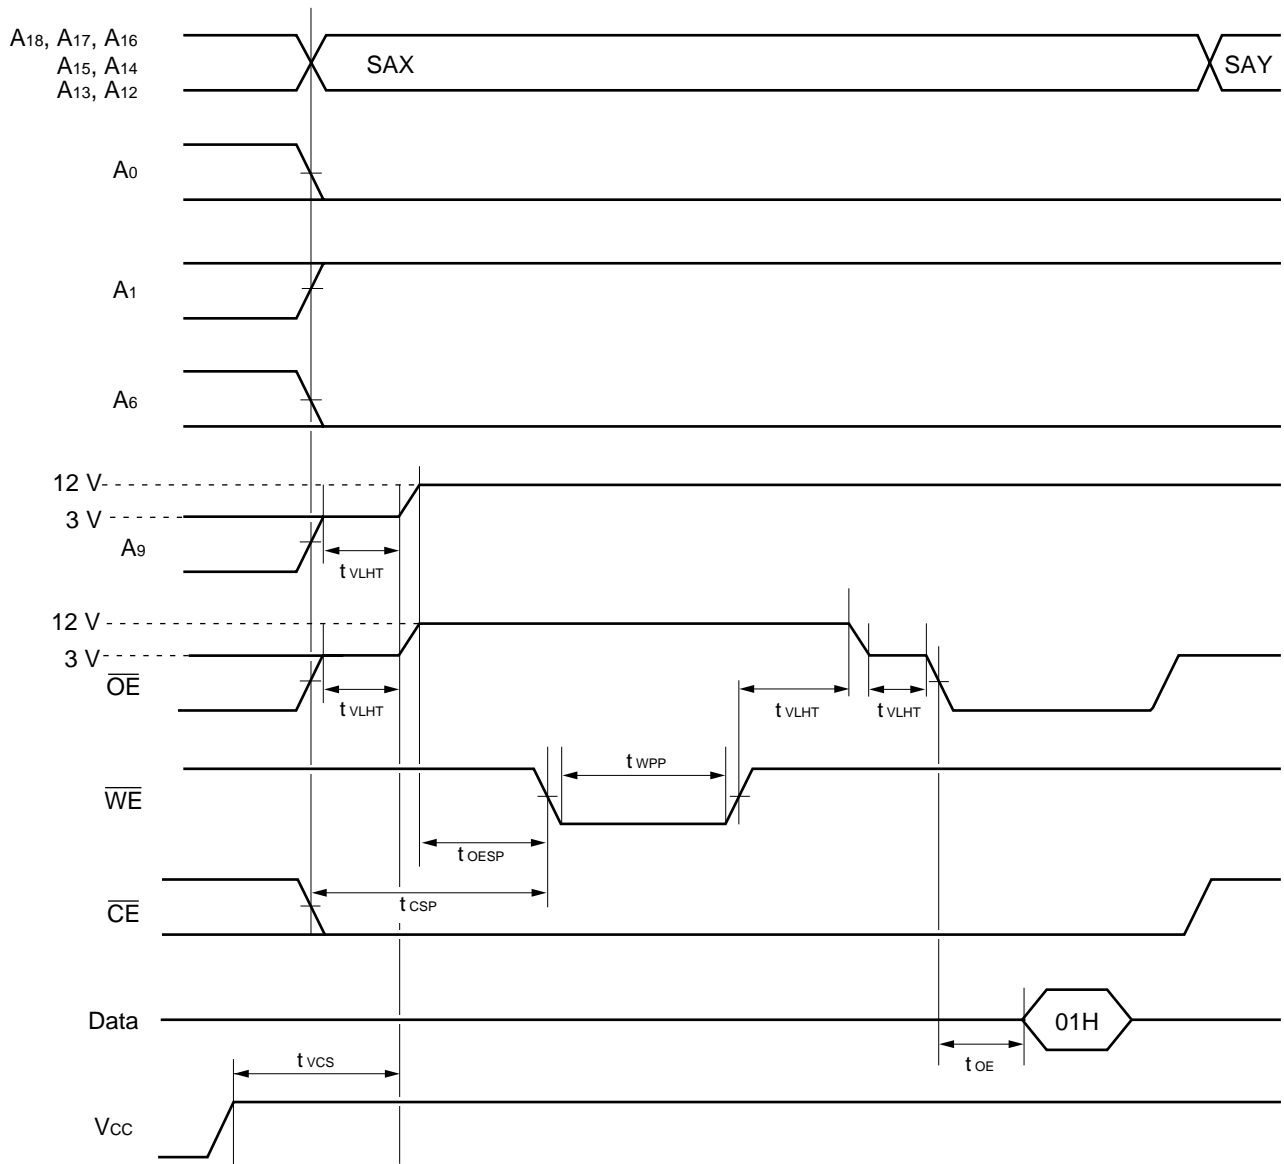 A18, A17, A16
A15, A14
A13, A12
SAX
SAY
A0
A1
A6
12 V
3 V
A9
t VLHT
12 V
3 V
OE
t VLHT
t VLHT
t VLHT
t WPP
WE
t OESP
t CSP
CE
Data
01H
t VCS
t OE
VCC